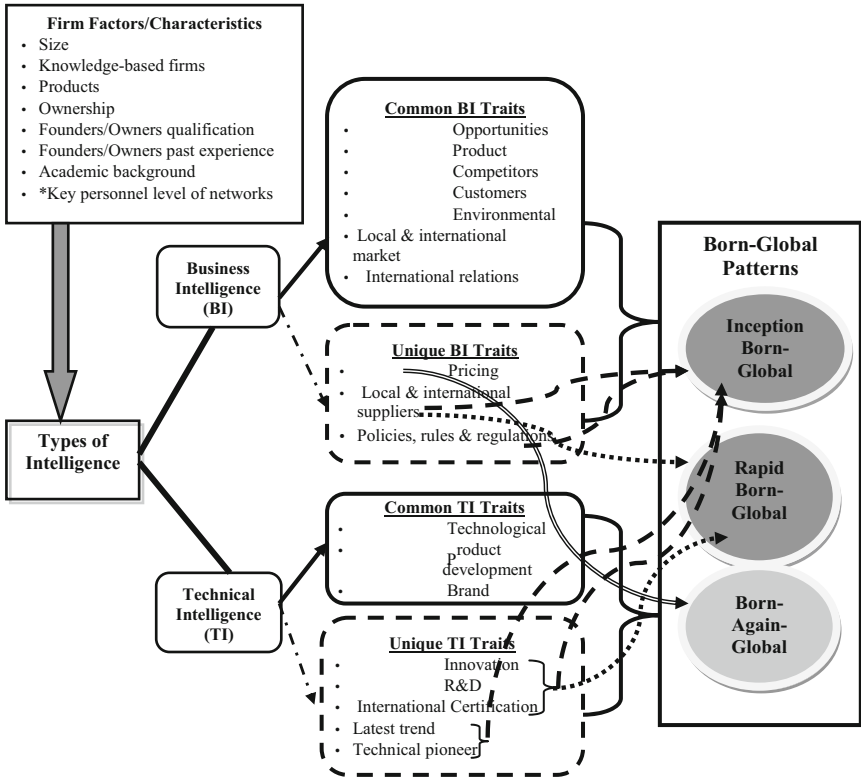 Firm Factors/Characteristics
• Size
• Knowledge-based firms
• Products
• Ownership
• Founders/Owners qualification
• Founders/Owners past experience
• Academic background
• *Key personnel level of networks
Types of
Intelligence
Business
Intelligence
(BI)
Technical
Intelligence
(TI)
Common BI Traits
• Opportunities
• Product
• Competitors
• Customers
• Environmental
• Local & international
market
• International relations
Unique BI Traits
• Pricing
• Local & international
suppliers
• Policies, rules & regulations
Common TI Traits
• Technological
• Product
development
• Brand
Unique TI Traits
• Innovation
• R&D
• International Certification
• Latest trend
• Technical pioneer
Born-Global
Patterns
Inception
Born-
Global
Rapid
Born-
Global
Born-
Again-
Global